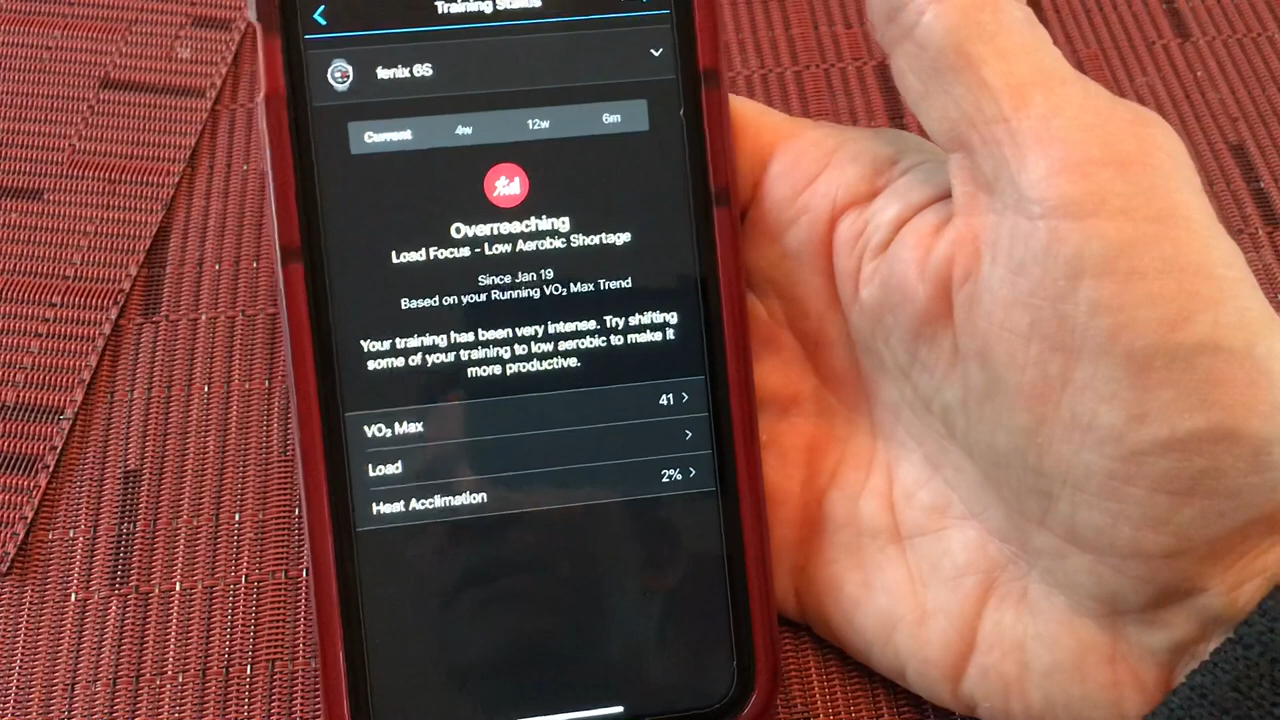 Training Status
fenix 6S
Current 4w 12w 6m
Overreaching
Load Focus - Low Aerobic Shortage
Since Jan 19
Based on your Running VO₂ Max Trend
Your training has been very intense. Try shifting
some of your training to low aerobic to make it
more productive.
VO₂ Max 41
Load
Heat Acclimation 2%